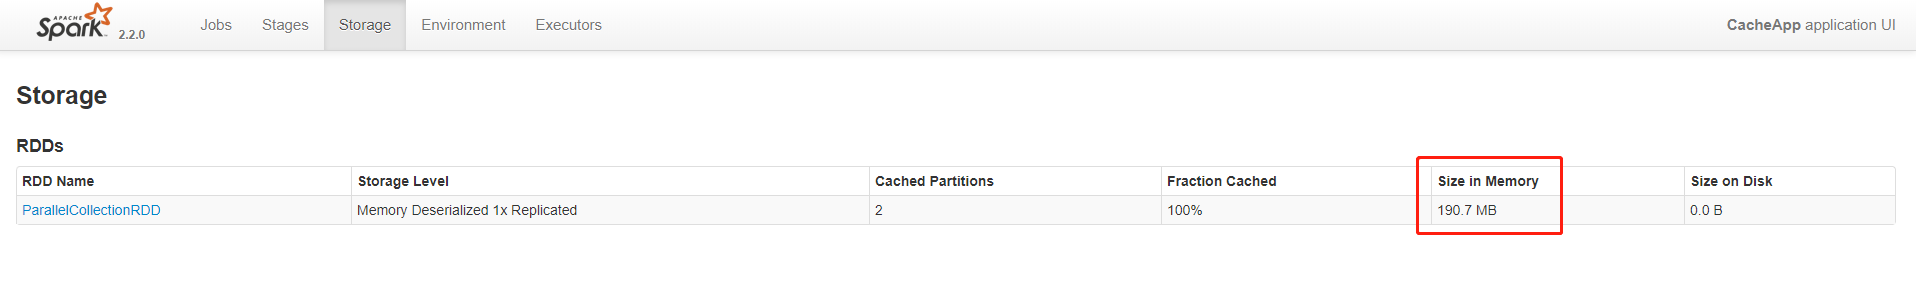 APACHE Spark 2.2.0 Jobs Stages Storage Environment Executors CacheApp application UI
Storage
RDDs
RDD Name Storage Level Cached Partitions Fraction Cached Size in Memory Size on Disk
ParallelCollectionRDD Memory Deserialized 1x Replicated 2 100% 190.7 MB 0.0 B